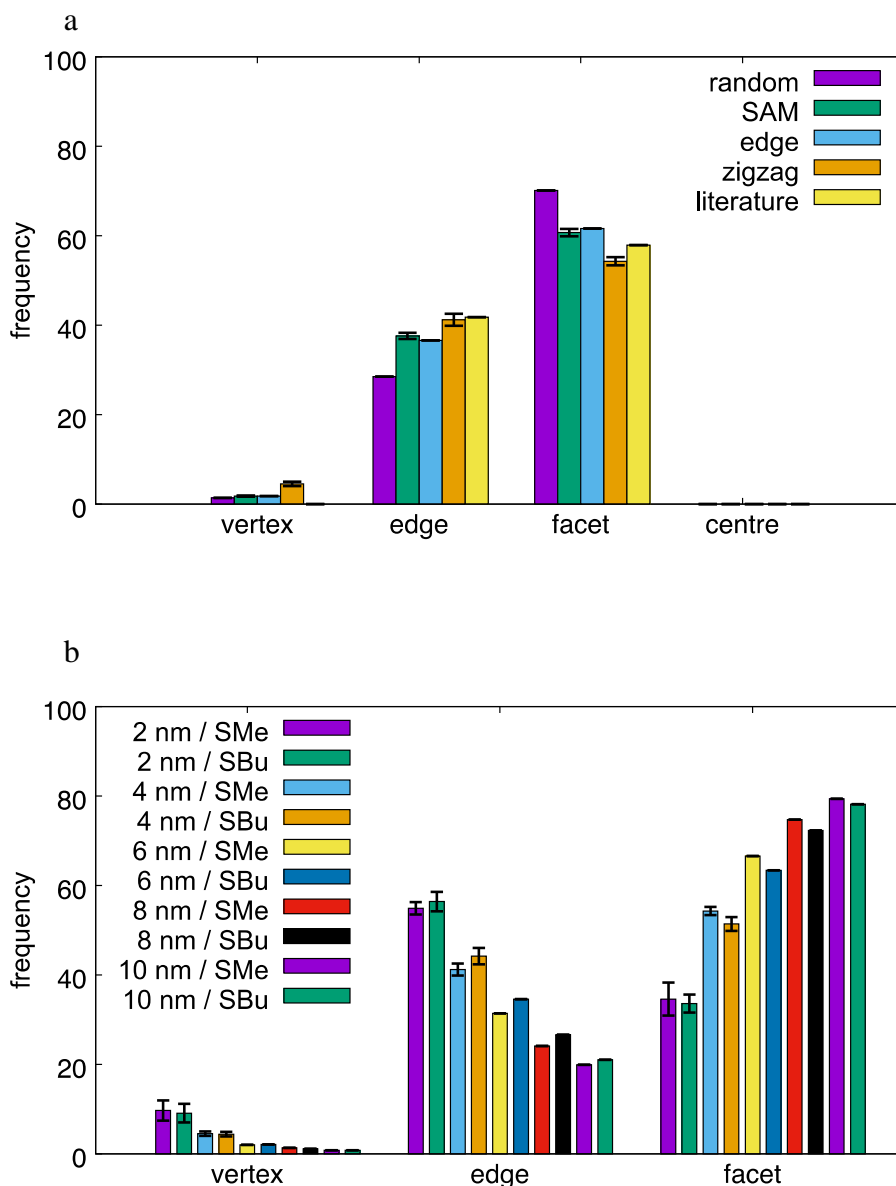 a
100
80
60
40
20
0
frequency
random
SAM
edge
zigzag
literature
vertex edge facet centre
b
100
80
60
40
20
0
frequency
2 nm / SMe
2 nm / SBu
4 nm / SMe
4 nm / SBu
6 nm / SMe
6 nm / SBu
8 nm / SMe
8 nm / SBu
10 nm / SMe
10 nm / SBu
vertex edge facet